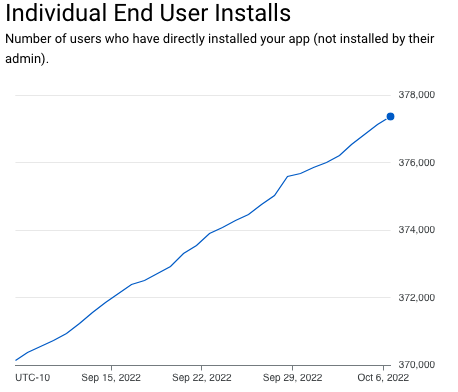 Individual End User Installs
Number of users who have directly installed your app (not installed by their
admin).
378,000
376,000
374,000
372,000
370,000
UTC-10
Sep 15, 2022
Sep 22, 2022
Sep 29, 2022
Oct 6, 2022